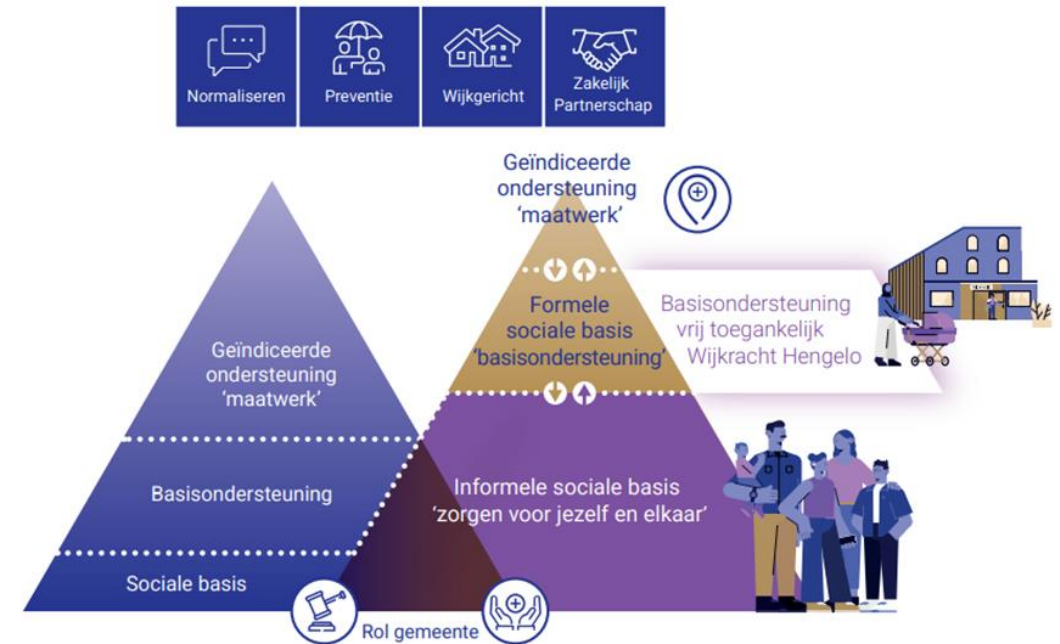 Normaliseren
Preventie
Wijkgericht
Zakelijk
Partnerschap
Geïndiceerde
ondersteuning
‘maatwerk’
Basisondersteuning
Sociale basis
Geïndiceerde
ondersteuning
‘maatwerk’
Formele
sociale basis
‘basisondersteuning’
Basisondersteuning
vrij toegankelijk
Wijkracht Hengelo
Informele sociale basis
‘zorgen voor jezelf en elkaar’
Rol gemeente